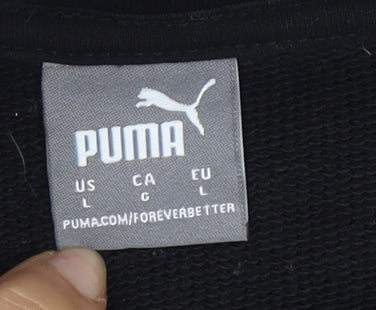 PUMA
US CA EU
L G L
PUMA.COM/FOREVERBETTER